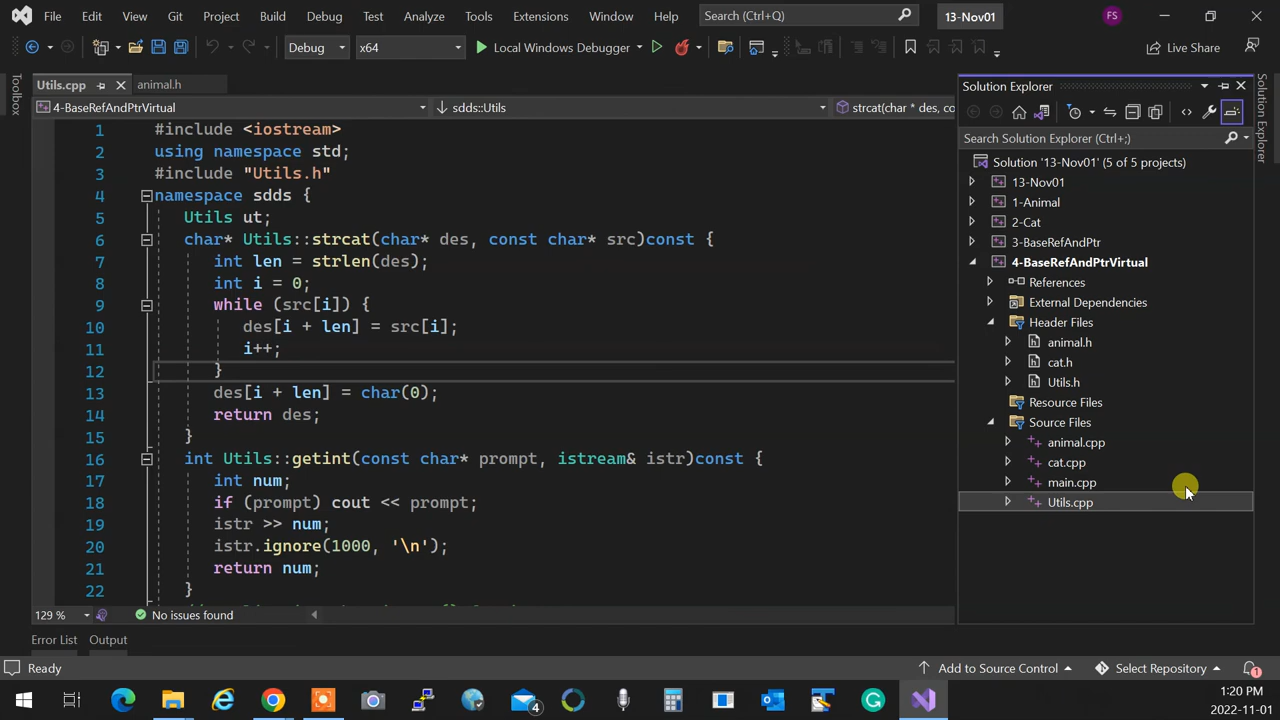 File Edit View Git Project Build Debug Test Analyze Tools Extensions Window Help Search (Ctrl+Q) 13-Nov01 FS
Debug x64 Local Windows Debugger Live Share
Toolbox
Utils.cpp animal.h
4-BaseRefAndPtrVirtual sdds::Utils strcat(char * des, co
1 #include <iostream>
2 using namespace std;
3 #include "Utils.h"
4 namespace sdds {
5 Utils ut;
6 char* Utils::strcat(char* des, const char* src)const {
7 int len = strlen(des);
8 int i = 0;
9 while (src[i]) {
10 des[i + len] = src[i];
11 i++;
12 }
13 des[i + len] = char(0);
14 return des;
15 }
16 int Utils::getint(const char* prompt, istream& istr)const {
17 int num;
18 if (prompt) cout << prompt;
19 istr >> num;
20 istr.ignore(1000, '\n');
21 return num;
22 }
129 % No issues found
Solution Explorer
Search Solution Explorer (Ctrl+;)
Solution '13-Nov01' (5 of 5 projects)
13-Nov01
1-Animal
2-Cat
3-BaseRefAndPtr
4-BaseRefAndPtrVirtual
References
External Dependencies
Header Files
animal.h
cat.h
Utils.h
Resource Files
Source Files
animal.cpp
cat.cpp
main.cpp
Utils.cpp
Solution Explorer
Error List Output
Ready Add to Source Control Select Repository 1
4
1:20 PM
2022-11-01